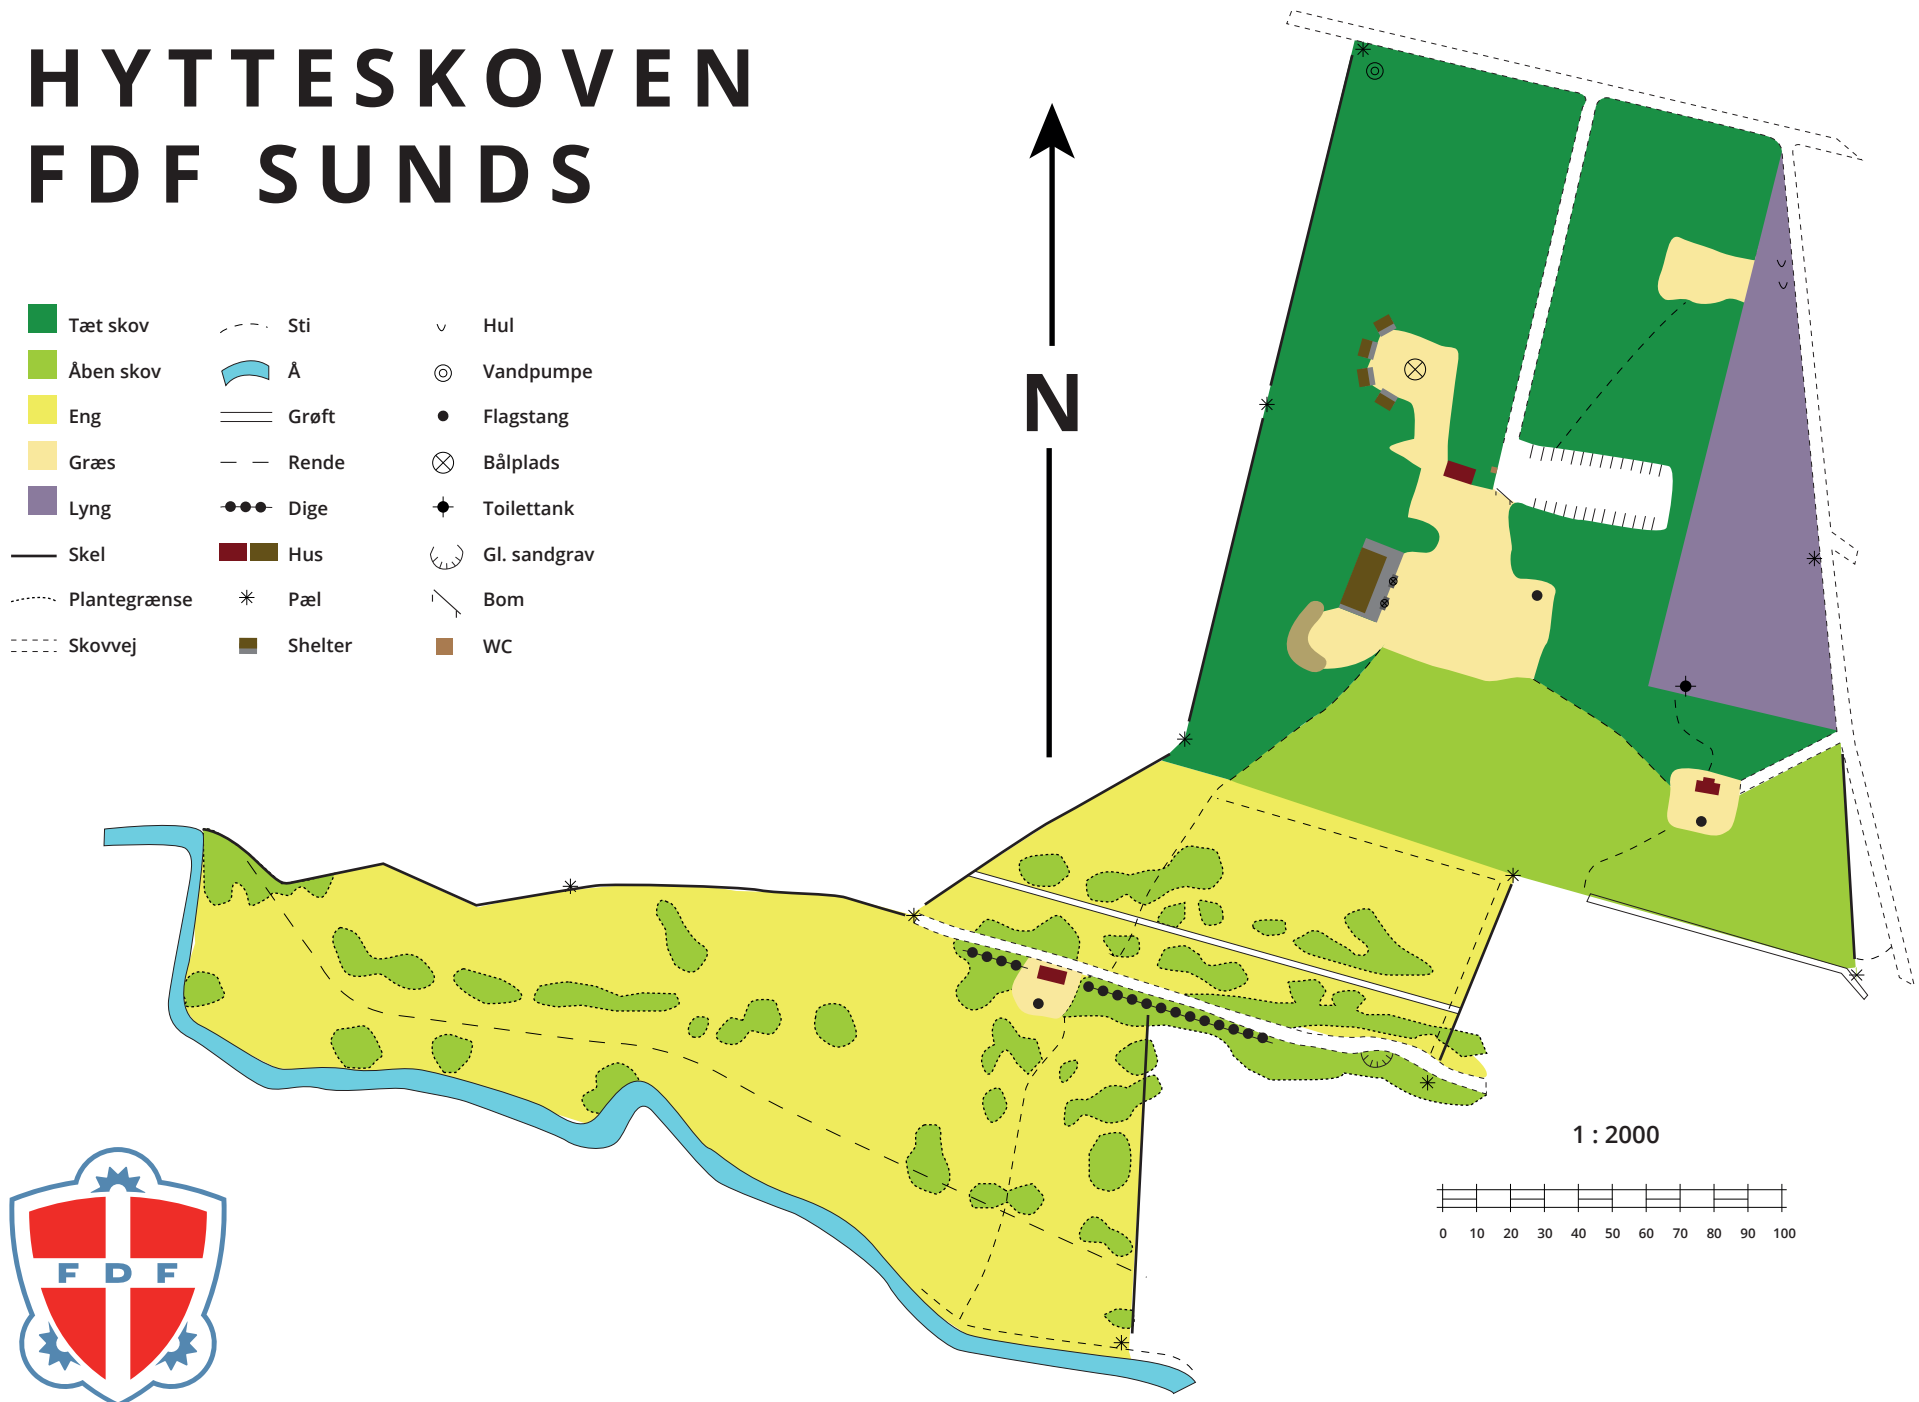 HYTTESKOVEN
FDF SUNDS
Tæt skov
Åben skov
Eng
Græs
Lyng
Skel
Plantegrænse
Skovvej
Sti
Å
Grøft
Rende
Dige
Hus
Pæl
Shelter
Hul
Vandpumpe
Flagstang
Bålplads
Toilettank
Gl. sandgrav
Bom
WC
N
1 : 2000
0 10 20 30 40 50 60 70 80 90 100
F D F